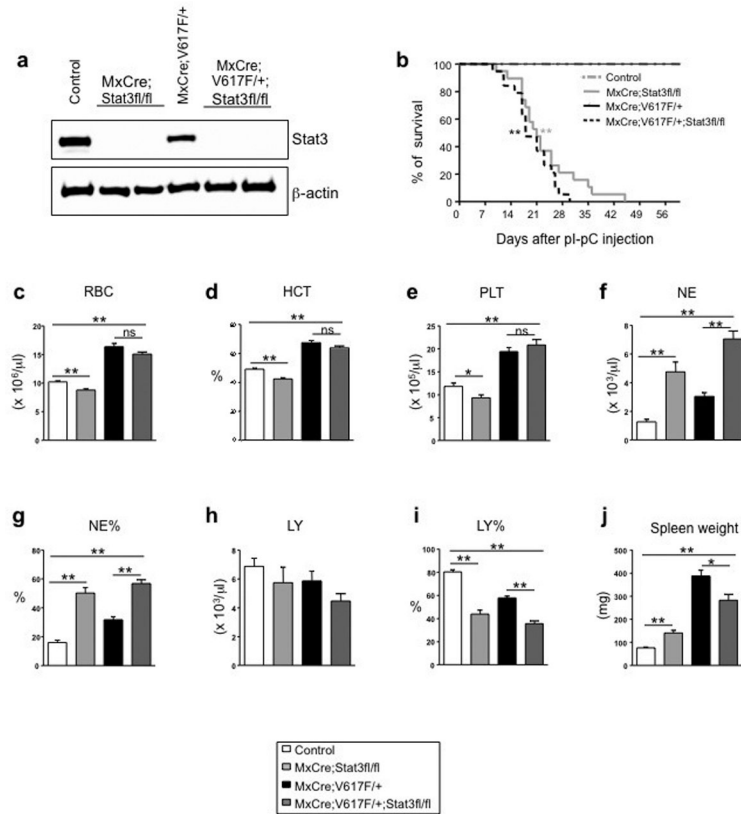 a
Control
MxCre;
Stat3fl/fl
MxCre;V617F/+
MxCre;
V617F/+;
Stat3fl/fl
Stat3
β-actin
b
% of survival
100
80
60
40
20
0
0 7 14 21 28 35 42 49 56
Days after pI-pC injection
Control
MxCre;Stat3fl/fl
MxCre;V617F/+
MxCre;V617F/+;Stat3fl/fl
** **
c
RBC
(x 10⁶/μl)
20
15
10
5
0
**
**
ns
d
HCT
%
80
60
40
20
0
**
**
ns
e
PLT
(x 10⁵/μl)
25
20
15
10
5
0
**
*
ns
f
NE
(x 10³/μl)
8
6
4
2
0
**
**
**
g
NE%
%
80
60
40
20
0
**
**
**
h
LY
(x 10³/μl)
8
6
4
2
0
i
LY%
%
100
80
60
40
20
0
**
**
**
j
Spleen weight
(mg)
500
400
300
200
100
0
**
**
*
Control
MxCre;Stat3fl/fl
MxCre;V617F/+
MxCre;V617F/+;Stat3fl/fl